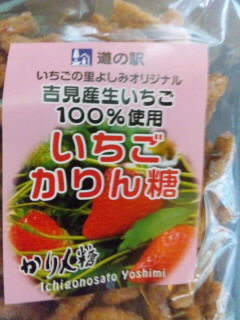 道の駅
いちごの里よしみオリジナル
吉見産生いちご
100%使用
いちご
かりん糖
かりん糖
Ichigonosato Yoshimi